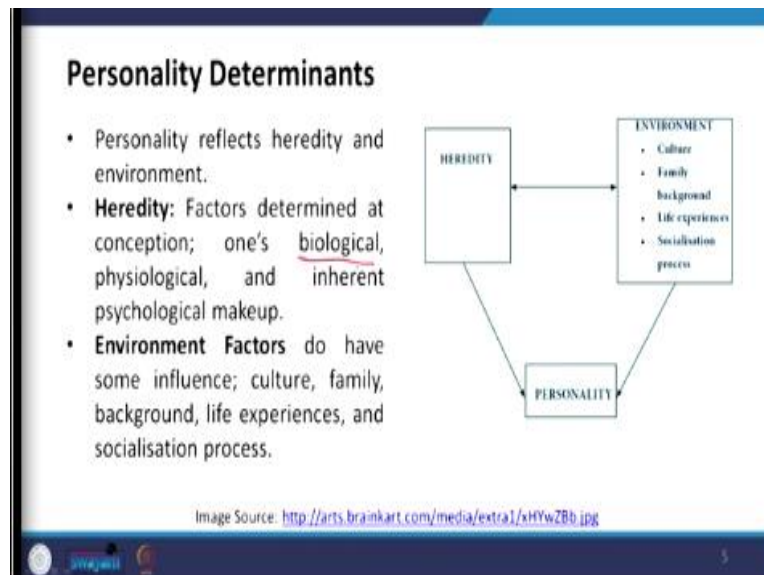 Personality Determinants
• Personality reflects heredity and
environment.
• Heredity: Factors determined at
conception; one's biological,
physiological, and inherent
psychological makeup.
• Environment Factors do have
some influence; culture, family,
background, life experiences, and
socialisation process.
HEREDITY
ENVIRONMENT
• Culture
• Family
background
• Life experiences
• Socialisation
process
PERSONALITY
Image Source: http://arts.brainkart.com/media/extra1/xHYwZBb.jpg
swayam
5